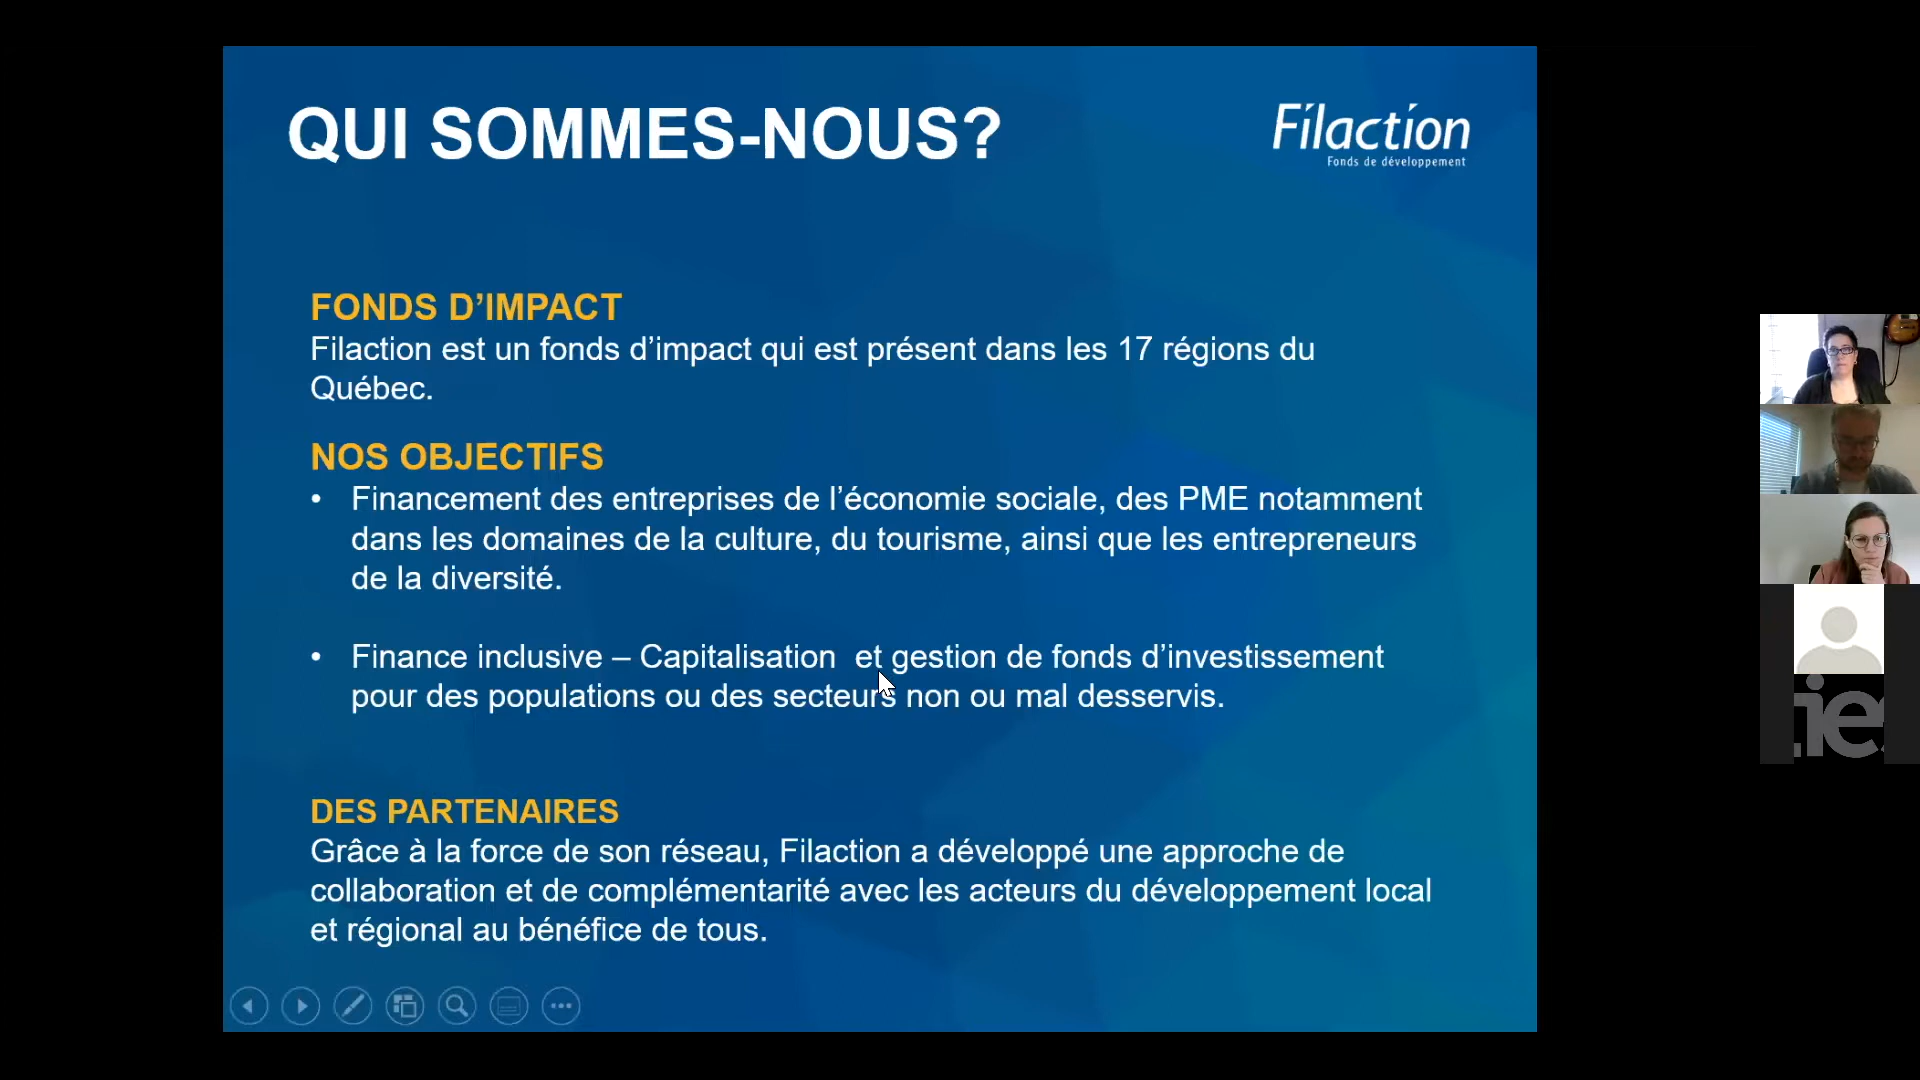 QUI SOMMES-NOUS?
Filaction
Fonds de développement
FONDS D’IMPACT
Filaction est un fonds d’impact qui est présent dans les 17 régions du
Québec.
NOS OBJECTIFS
• Financement des entreprises de l’économie sociale, des PME notamment
dans les domaines de la culture, du tourisme, ainsi que les entrepreneurs
de la diversité.
• Finance inclusive – Capitalisation  et gestion de fonds d’investissement
pour des populations ou des secteurs non ou mal desservis.
DES PARTENAIRES
Grâce à la force de son réseau, Filaction a développé une approche de
collaboration et de complémentarité avec les acteurs du développement local
et régional au bénéfice de tous.